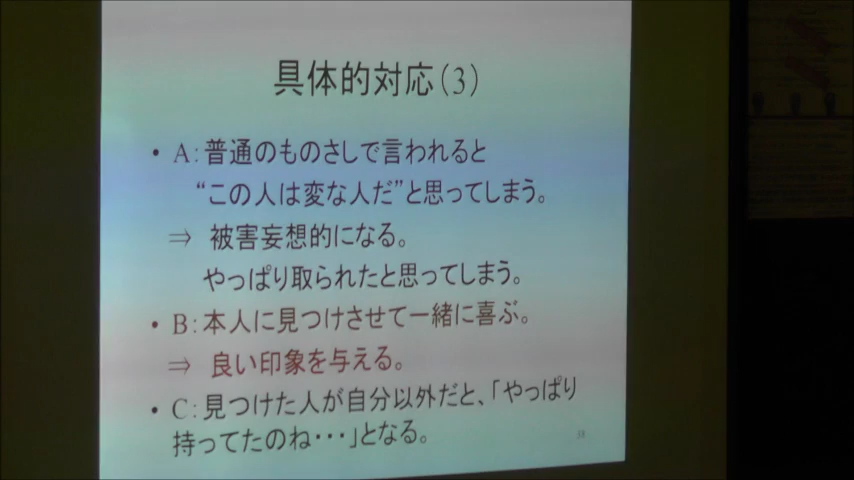 具体的対応(3)
• A:普通のものさしで言われると
“この人は変な人だ”と思ってしまう。
⇒ 被害妄想的になる。
やっぱり取られたと思ってしまう。
• B:本人に見つけさせて一緒に喜ぶ。
⇒ 良い印象を与える。
• C:見つけた人が自分以外だと、「やっぱり
持ってたのね・・・」となる。